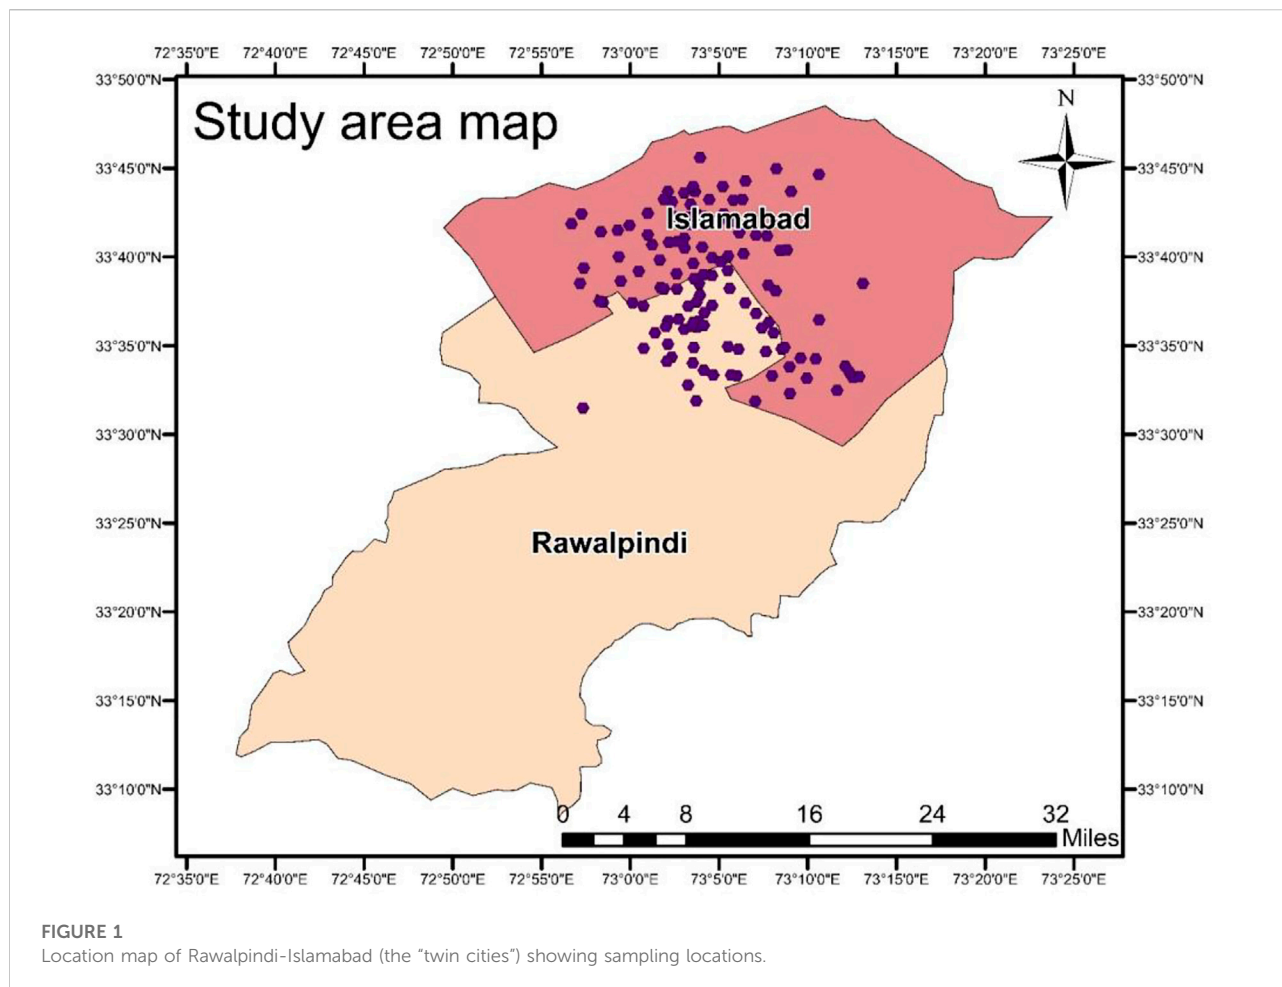 72°35'0"E 72°40'0"E 72°45'0"E 72°50'0"E 72°55'0"E 73°0'0"E 73°5'0"E 73°10'0"E 73°15'0"E 73°20'0"E 73°25'0"E
33°50'0"N 33°50'0"N
Study area map
N
33°45'0"N 33°45'0"N
Islamabad
33°40'0"N 33°40'0"N
33°35'0"N 33°35'0"N
33°30'0"N 33°30'0"N
33°25'0"N 33°25'0"N
Rawalpindi
33°20'0"N 33°20'0"N
33°15'0"N 33°15'0"N
33°10'0"N 33°10'0"N
0 4 8 16 24 32
Miles
72°35'0"E 72°40'0"E 72°45'0"E 72°50'0"E 72°55'0"E 73°0'0"E 73°5'0"E 73°10'0"E 73°15'0"E 73°20'0"E 73°25'0"E
FIGURE 1
Location map of Rawalpindi-Islamabad (the “twin cities”) showing sampling locations.